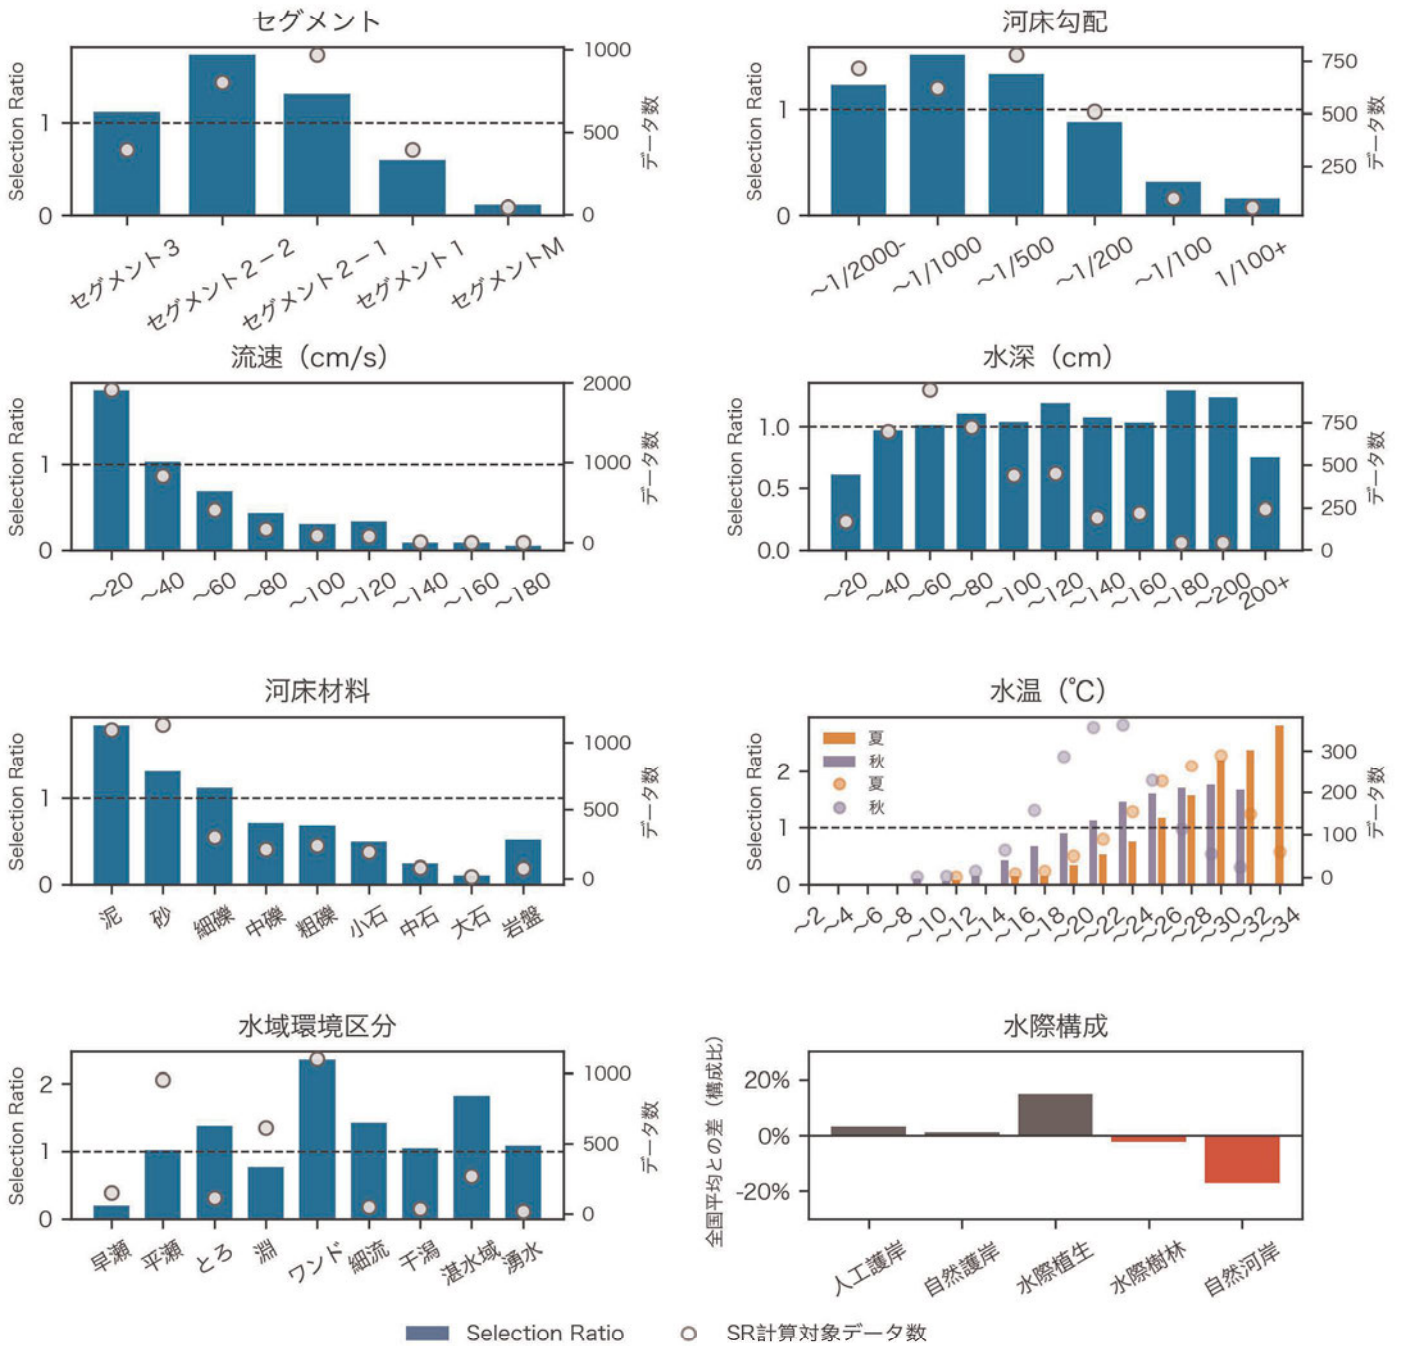 セグメント
Selection Ratio
1
0
1000
500
0
データ数
セグメント3
セグメント2−2
セグメント2−1
セグメント1
セグメントM
河床勾配
Selection Ratio
1
0
750
500
250
データ数
〜1/2000-
〜1/1000
〜1/500
〜1/200
〜1/100
1/100+
流速（cm/s）
Selection Ratio
1
0
2000
1000
0
データ数
〜20
〜40
〜60
〜80
〜100
〜120
〜140
〜160
〜180
水深（cm）
Selection Ratio
1.0
0.5
0.0
750
500
250
0
データ数
〜20
〜40
〜60
〜80
〜100
〜120
〜140
〜160
〜180
〜200
200+
河床材料
Selection Ratio
1
0
1000
500
0
データ数
泥
砂
細礫
中礫
粗礫
小石
中石
大石
岩盤
水温（℃）
Selection Ratio
2
1
0
夏
秋
夏
秋
300
200
100
0
データ数
〜2
〜4
〜6
〜8
〜10
〜12
〜14
〜16
〜18
〜20
〜22
〜24
〜26
〜28
〜30
〜32
〜34
水域環境区分
Selection Ratio
2
1
0
1000
500
0
データ数
早瀬
平瀬
とろ
淵
ワンド
細流
干潟
湛水域
湧水
水際構成
全国平均との差（構成比）
20%
0%
-20%
人工護岸
自然護岸
水際植生
水際樹林
自然河岸
Selection Ratio
SR計算対象データ数